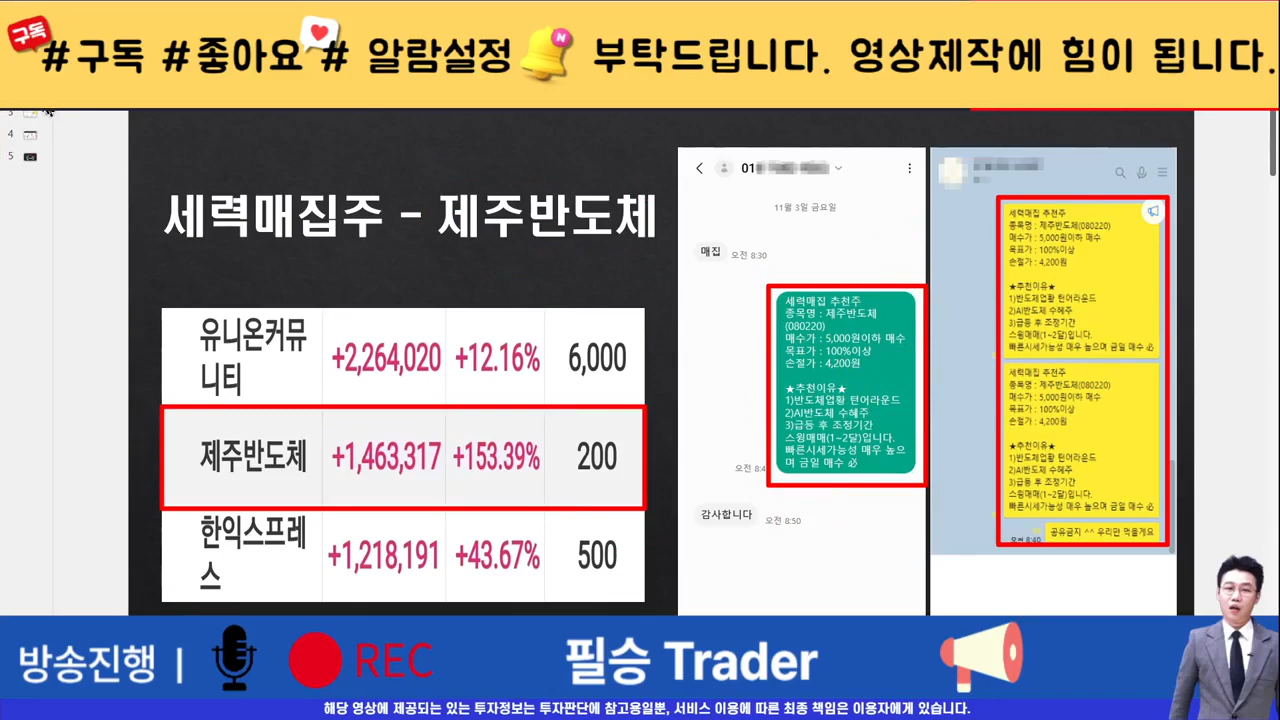 구독
#구독 #좋아요 # 알람설정 부탁드립니다. 영상제작에 힘이 됩니다.
N
3
4
5
세력매집주 - 제주반도체
유니온커뮤
니티
+2,264,020
+12.16%
6,000
제주반도체
+1,463,317
+153.39%
200
한익스프레
스
+1,218,191
+43.67%
500
01
11월 3일 금요일
매집
오전 8:30
세력매집 추천주
종목명 : 제주반도체
(080220)
매수가 : 5,000원이하 매수
목표가 : 100%이상
손절가 : 4,200원
★추천이유★
1)반도체업황 턴어라운드
2)AI반도체 수혜주
3)급등 후 조정기간
스윙매매(1~2달)입니다.
빠른시세가능성 매우 높으
며 금일 매수 必
오전 8:4
감사합니다
오전 8:50
세력매집 추천주
종목명 : 제주반도체(080220)
매수가 : 5,000원이하 매수
목표가 : 100%이상
손절가 : 4,200원
★추천이유★
1)반도체업황 턴어라운드
2)AI반도체 수혜주
3)급등 후 조정기간
스윙매매(1~2달)입니다.
빠른시세가능성 매우 높으며 금일 매수 必
세력매집 추천주
종목명 : 제주반도체(080220)
매수가 : 5,000원이하 매수
목표가 : 100%이상
손절가 : 4,200원
★추천이유★
1)반도체업황 턴어라운드
2)AI반도체 수혜주
3)급등 후 조정기간
스윙매매(1~2달)입니다.
빠른시세가능성 매우 높으며 금일 매수 必
공유금지 ^^ 우리만 먹을게요
8:40
방송진행 |
REC
필승 Trader
해당 영상에 제공되는 있는 투자정보는 투자판단에 참고용일뿐, 서비스 이용에 따른 최종 책임은 이용자에게 있습니다.